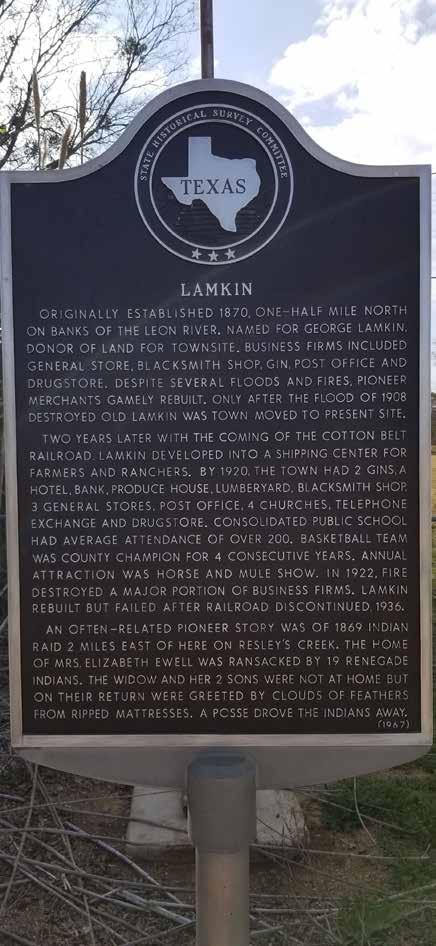 STATE HISTORICAL SURVEY COMMITTEE
TEXAS
LAMKIN
ORIGINALLY ESTABLISHED 1870, ONE-HALF MILE NORTH
ON BANKS OF THE LEON RIVER. NAMED FOR GEORGE LAMKIN,
DONOR OF LAND FOR TOWNSITE. BUSINESS FIRMS INCLUDED
GENERAL STORE, BLACKSMITH SHOP, GIN, POST OFFICE AND
DRUGSTORE. DESPITE SEVERAL FLOODS AND FIRES, PIONEER
MERCHANTS GAMELY REBUILT. ONLY AFTER THE FLOOD OF 1908
DESTROYED OLD LAMKIN WAS TOWN MOVED TO PRESENT SITE.
TWO YEARS LATER WITH THE COMING OF THE COTTON BELT
RAILROAD, LAMKIN DEVELOPED INTO A SHIPPING CENTER FOR
FARMERS AND RANCHERS. BY 1920, THE TOWN HAD 2 GINS, A
HOTEL, BANK, PRODUCE HOUSE, LUMBERYARD, BLACKSMITH SHOP,
3 GENERAL STORES, POST OFFICE, 4 CHURCHES, TELEPHONE
EXCHANGE AND DRUGSTORE. CONSOLIDATED PUBLIC SCHOOL
HAD AVERAGE ATTENDANCE OF OVER 200. BASKETBALL TEAM
WAS COUNTY CHAMPION FOR 4 CONSECUTIVE YEARS. ANNUAL
ATTRACTION WAS HORSE AND MULE SHOW. IN 1922, FIRE
DESTROYED A MAJOR PORTION OF BUSINESS FIRMS. LAMKIN
REBUILT BUT FAILED AFTER RAILROAD DISCONTINUED, 1936.
AN OFTEN-RELATED PIONEER STORY WAS OF 1869 INDIAN
RAID 2 MILES EAST OF HERE ON RESLEY'S CREEK. THE HOME
OF MRS. ELIZABETH EWELL WAS RANSACKED BY 19 RENEGADE
INDIANS. THE WIDOW AND HER 2 SONS WERE NOT AT HOME BUT
ON THEIR RETURN WERE GREETED BY CLOUDS OF FEATHERS
FROM RIPPED MATTRESSES. A POSSE DROVE THE INDIANS AWAY.
(1967)